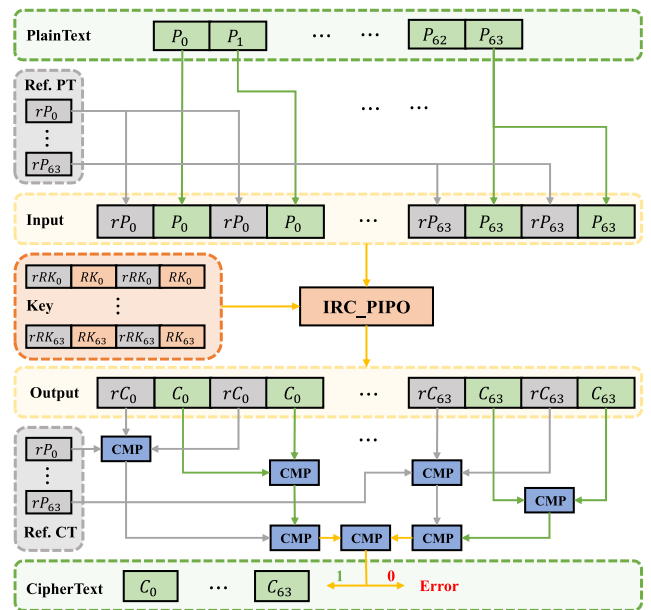 PlainText P0 P1 ... ... P62 P63
Ref. PT
rP0
⋮
rP63
... ...
Input rP0 P0 rP0 P0 ... rP63 P63 rP63 P63
rRK0 RK0 rRK0 RK0
Key ⋮
rRK63 RK63 rRK63 RK63
IRC_PIPO
Output rC0 C0 rC0 C0 ... rC63 C63 rC63 C63
rP0
⋮
rP63
Ref. CT
...
CMP
CMP CMP
CMP
CMP CMP CMP
CipherText C0 ... C63 1 0 Error